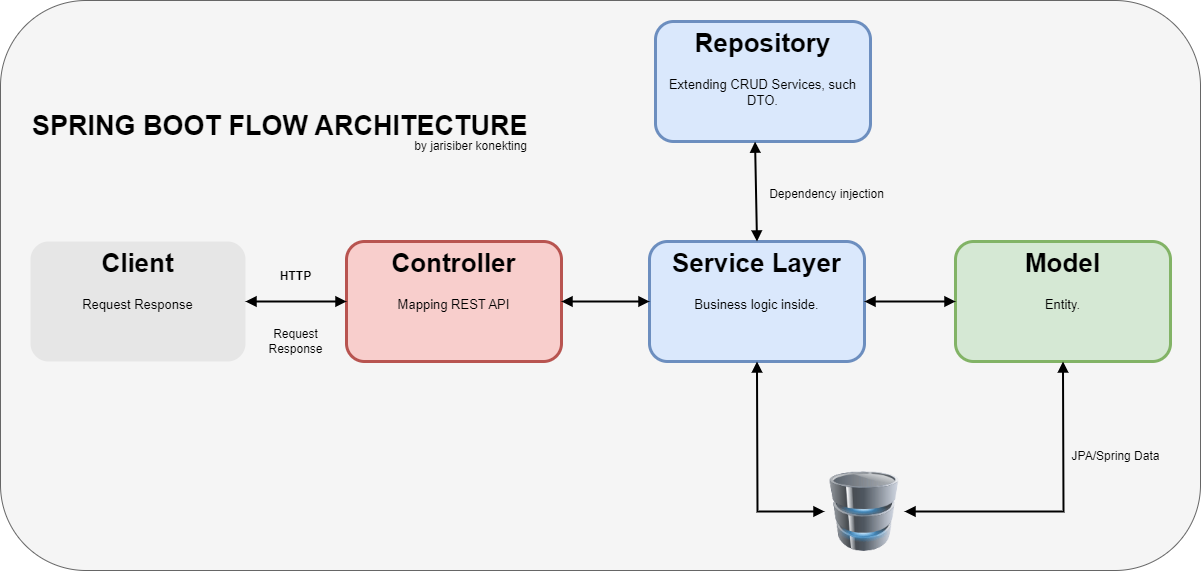 Repository
Extending CRUD Services, such
DTO.
SPRING BOOT FLOW ARCHITECTURE
by jarisiber konekting
Dependency injection
Client
Request Response
HTTP
Request
Response
Controller
Mapping REST API
Service Layer
Business logic inside.
Model
Entity.
JPA/Spring Data